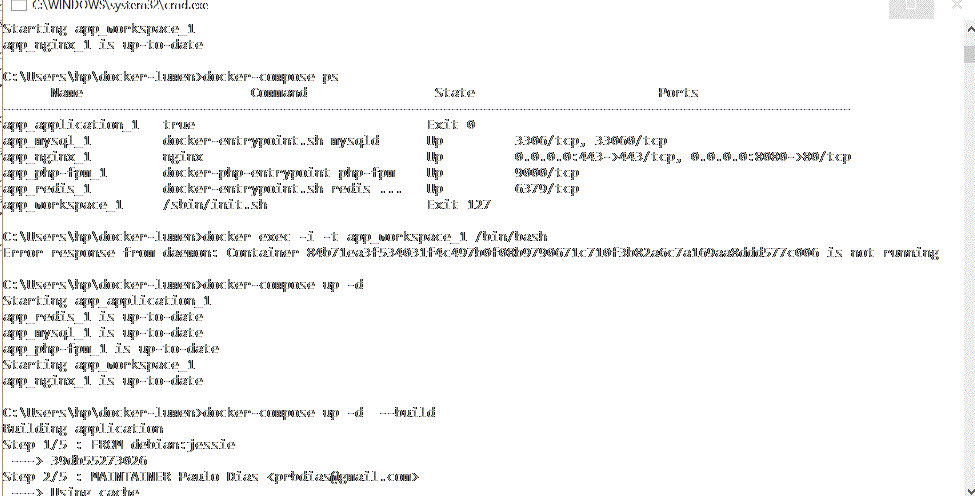 C:\WINDOWS\system32\cmd.exe
Starting app_workspace_1
app_nginx_1 is up-to-date
C:\Users\hp\docker-lumen>docker-compose ps
Name Command State Ports
app_application_1 true Exit 0
app_mysql_1 docker-entrypoint.sh mysqld Up 3306/tcp, 33060/tcp
app_nginx_1 nginx Up 0.0.0.0:443->443/tcp, 0.0.0.0:8080->80/tcp
app_php-fpm_1 docker-php-entrypoint php-fpm Up 9000/tcp
app_redis_1 docker-entrypoint.sh redis ... Up 6379/tcp
app_workspace_1 /sbin/init.sh Exit 127
C:\Users\hp\docker-lumen>docker exec -i -t app_workspace_1 /bin/bash
Error response from daemon: Container is not running
C:\Users\hp\docker-lumen>docker-compose up -d
Starting app_application_1
app_redis_1 is up-to-date
app_mysql_1 is up-to-date
app_php-fpm_1 is up-to-date
Starting app_workspace_1
app_nginx_1 is up-to-date
C:\Users\hp\docker-lumen>docker-compose up -d --build
Building application
Step 1/5 : FROM debian:jessie
---> 39db55273026
Step 2/5 : MAINTAINER Paulo Dias <prbdias@gmail.com>
---> Using cache